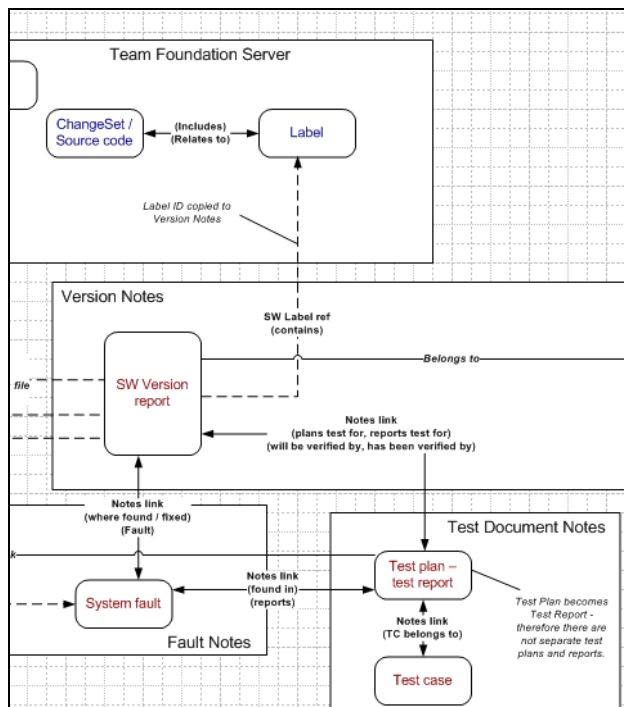 Team Foundation Server
ChangeSet /
Source code
(Includes)
(Relates to)
Label
Label ID copied to
Version Notes
Version Notes
SW Label ref
(contains)
Belongs to
file
SW Version
report
Notes link
(plans test for, reports test for)
(will be verified by, has been verified by)
Notes link
(where found / fixed)
(Fault)
Test Document Notes
k
Test plan –
test report
Notes link
(found in)
(reports)
System fault
Test Plan becomes
Test Report -
therefore there are
not separate test
plans and reports.
Notes link
(TC belongs to)
Fault Notes
Test case